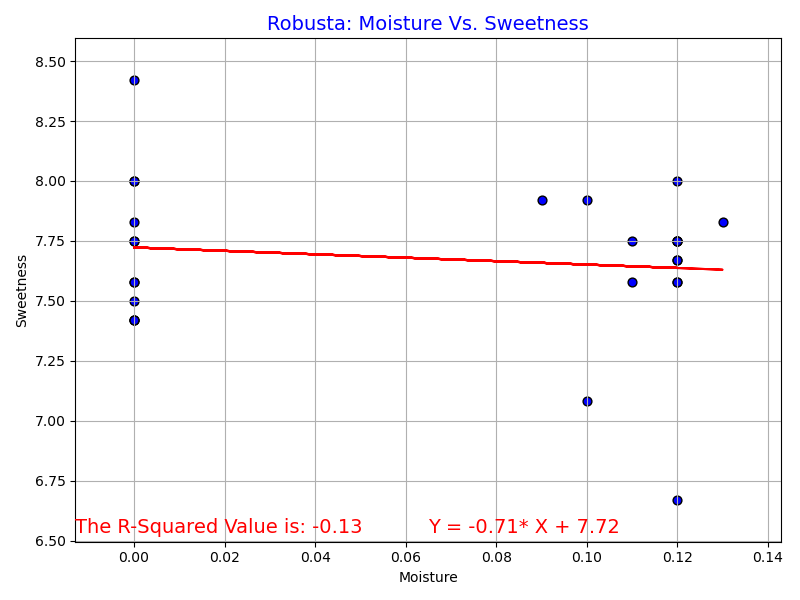 Robusta: Moisture Vs. Sweetness
8.50
8.25
8.00
7.75
7.50
7.25
7.00
6.75
6.50
Sweetness
The R-Squared Value is: -0.13
Y = -0.71* X + 7.72
0.00 0.02 0.04 0.06 0.08 0.10 0.12 0.14
Moisture